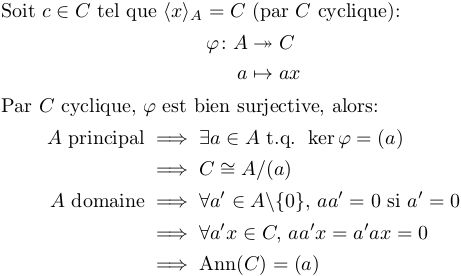 Soit c ∈ C tel que ⟨x⟩_A = C (par C cyclique):
φ: A ↠ C
a ↦ ax
Par C cyclique, φ est bien surjective, alors:
A principal ⟹ ∃a ∈ A t.q. ker φ = (a)
⟹ C ≅ A/(a)
A domaine ⟹ ∀a′ ∈ A\{0}, aa′ = 0 si a′ = 0
⟹ ∀a′x ∈ C, aa′x = a′ax = 0
⟹ Ann(C) = (a)